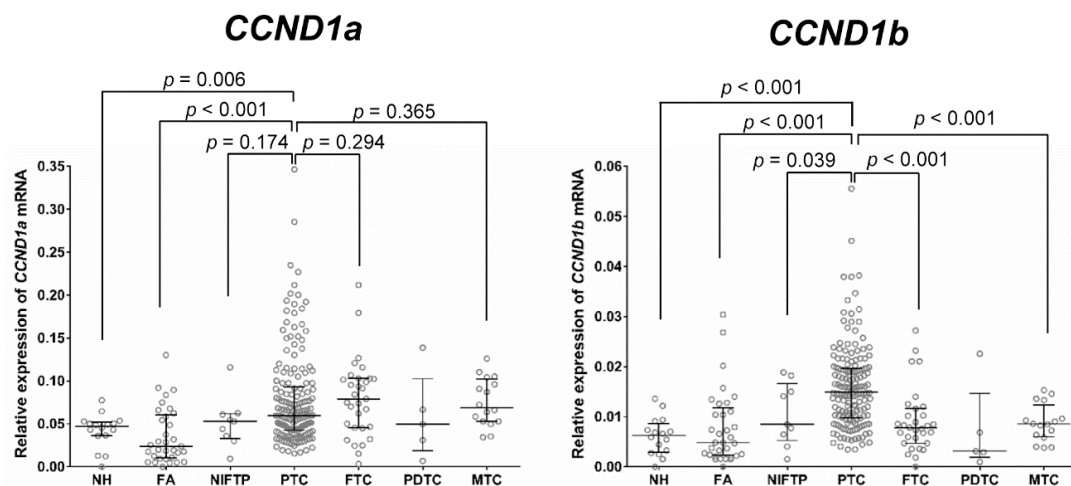 CCND1a
p = 0.006
p < 0.001
p = 0.365
p = 0.174
p = 0.294
Relative expression of CCND1a mRNA
0.35
0.30
0.25
0.20
0.15
0.10
0.05
0.00
NH FA NIFTP PTC FTC PDTC MTC
CCND1b
p < 0.001
p < 0.001
p < 0.001
p = 0.039
p < 0.001
Relative expression of CCND1b mRNA
0.06
0.05
0.04
0.03
0.02
0.01
0.00
NH FA NIFTP PTC FTC PDTC MTC